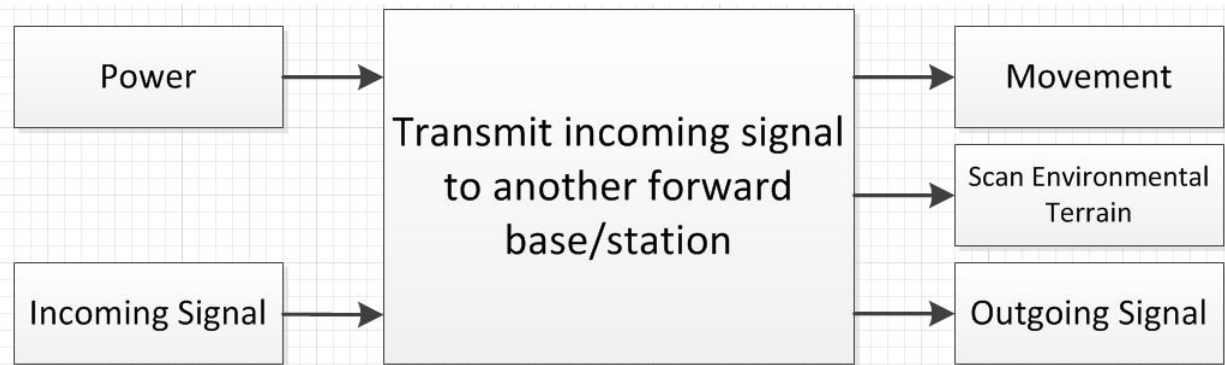 Power
Incoming Signal
Transmit incoming signal
to another forward
base/station
Movement
Scan Environmental
Terrain
Outgoing Signal